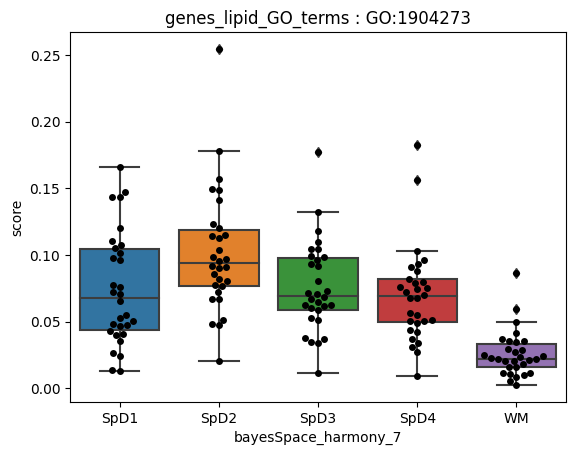 genes_lipid_GO_terms : GO:1904273
0.25
0.20
0.15
0.10
0.05
0.00
score
SpD1 SpD2 SpD3 SpD4 WM
bayesSpace_harmony_7